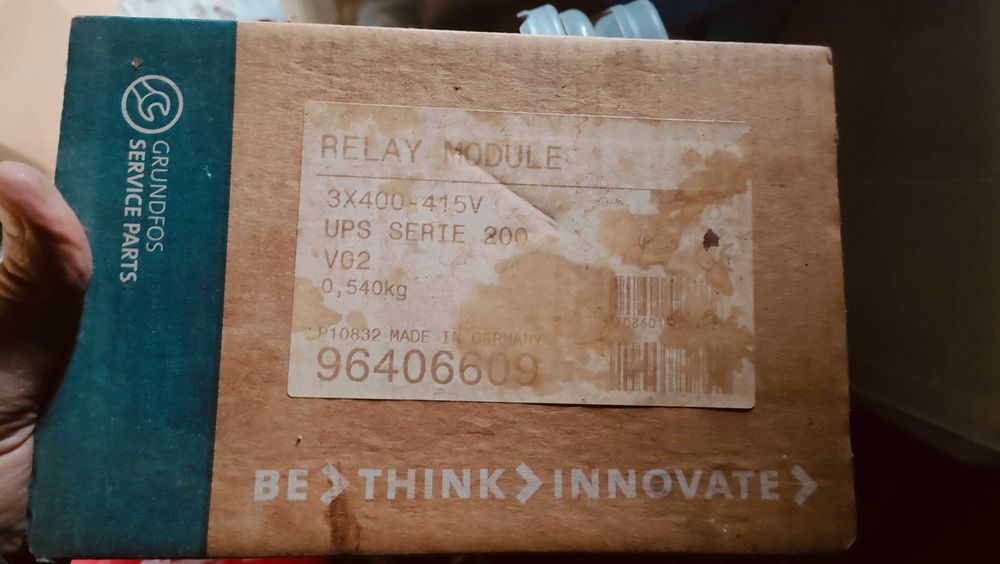 GRUNDFOS
SERVICE PARTS
RELAY MODULE
3X400-415V
UPS SERIE 200
V02
0,540kg
P10832 MADE IN GERMANY
96406609
BE > THINK > INNOVATE >